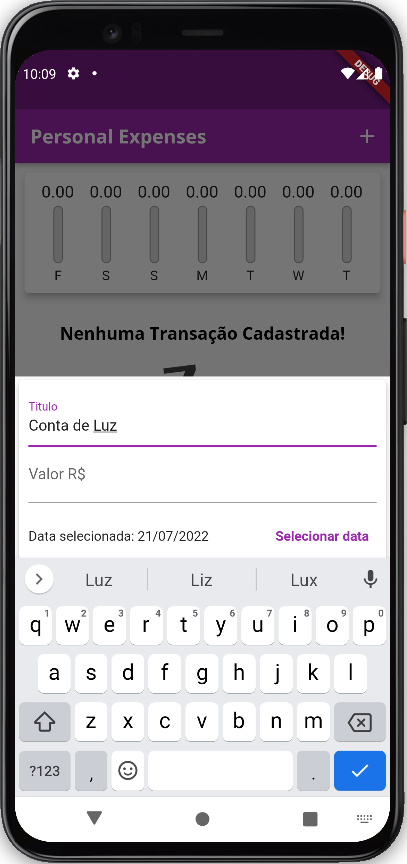 10:09
DEBUG
Personal Expenses +
0.00 0.00 0.00 0.00 0.00 0.00 0.00
F S S M T W T
Nenhuma Transação Cadastrada!
Titulo
Conta de Luz
Valor R$
Data selecionada: 21/07/2022 Selecionar data
Luz Liz Lux
1 2 3 4 5 6 7 8 9 0
q w e r t y u i o p
a s d f g h j k l
z x c v b n m
?123 , .